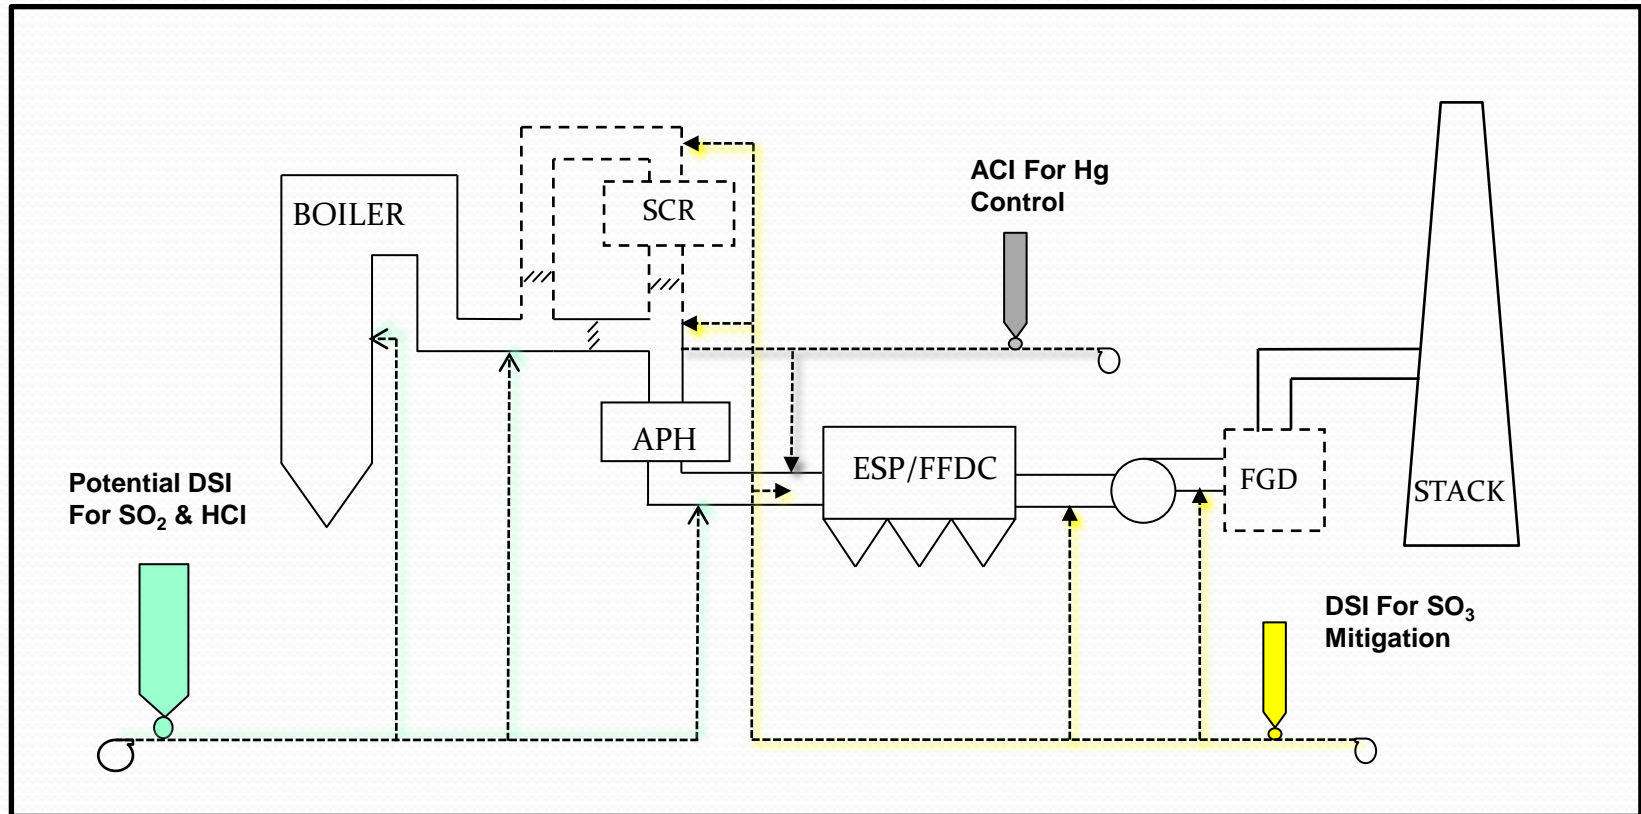 BOILER
SCR
ACI For Hg
Control
APH
ESP/FFDC
FGD
STACK
Potential DSI
For SO₂ & HCl
DSI For SO₃
Mitigation